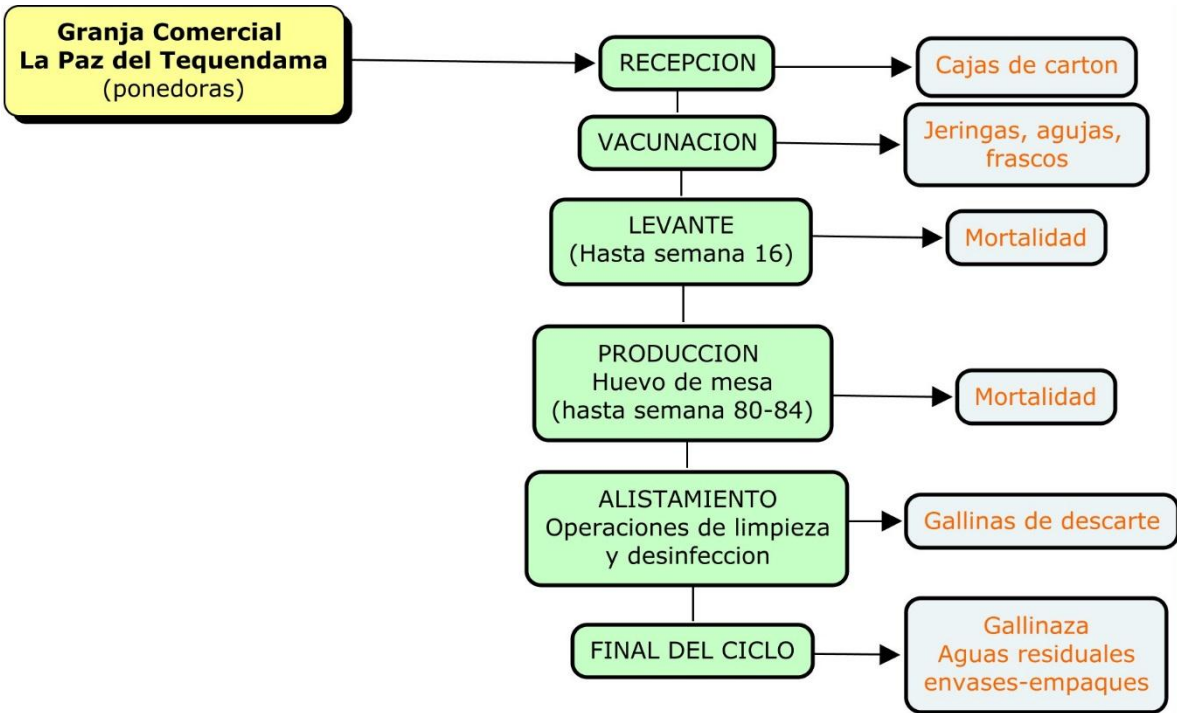 Granja Comercial
La Paz del Tequendama
(ponedoras)
RECEPCION
Cajas de carton
VACUNACION
Jeringas, agujas,
frascos
LEVANTE
(Hasta semana 16)
Mortalidad
PRODUCCION
Huevo de mesa
(hasta semana 80-84)
Mortalidad
ALISTAMIENTO
Operaciones de limpieza
y desinfeccion
Gallinas de descarte
FINAL DEL CICLO
Gallinaza
Aguas residuales
envases-empaques